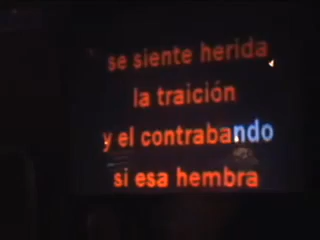 se siente herida
la traición
y el contrabando
si esa hembra